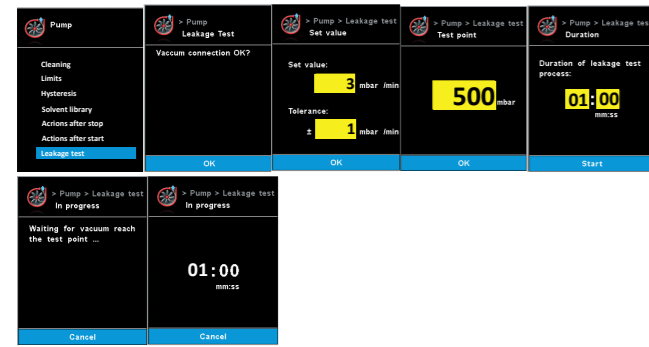 Pump
Cleaning
Limits
Hysteresis
Solvent library
Acrions after stop
Actions after start
Leakage test
> Pump
Leakage Test
Vaccum connection OK?
OK
> Pump > Leakage test
Set value
Set value:
3 mbar /min
Tolerance:
± 1 mbar /min
OK
> Pump > Leakage test
Test point
500 mbar
OK
> Pump > Leakage tes
Duration
Duration of leakage test
process:
01:00
mm:ss
Start
> Pump > Leakage test
In progress
Waiting for vacuum reach
the test point ...
Cancel
> Pump > Leakage test
In progress
01:00
mm:ss
Cancel